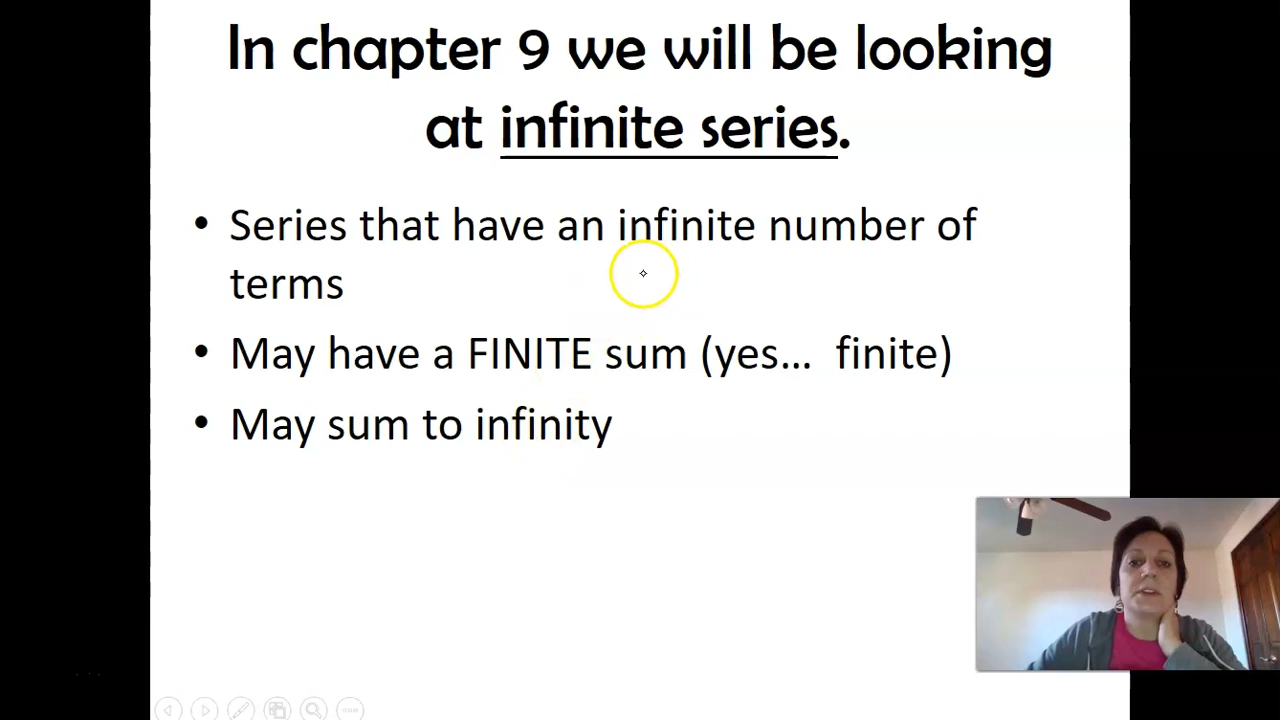 In chapter 9 we will be looking
at infinite series.
• Series that have an infinite number of
terms
• May have a FINITE sum (yes... finite)
• May sum to infinity